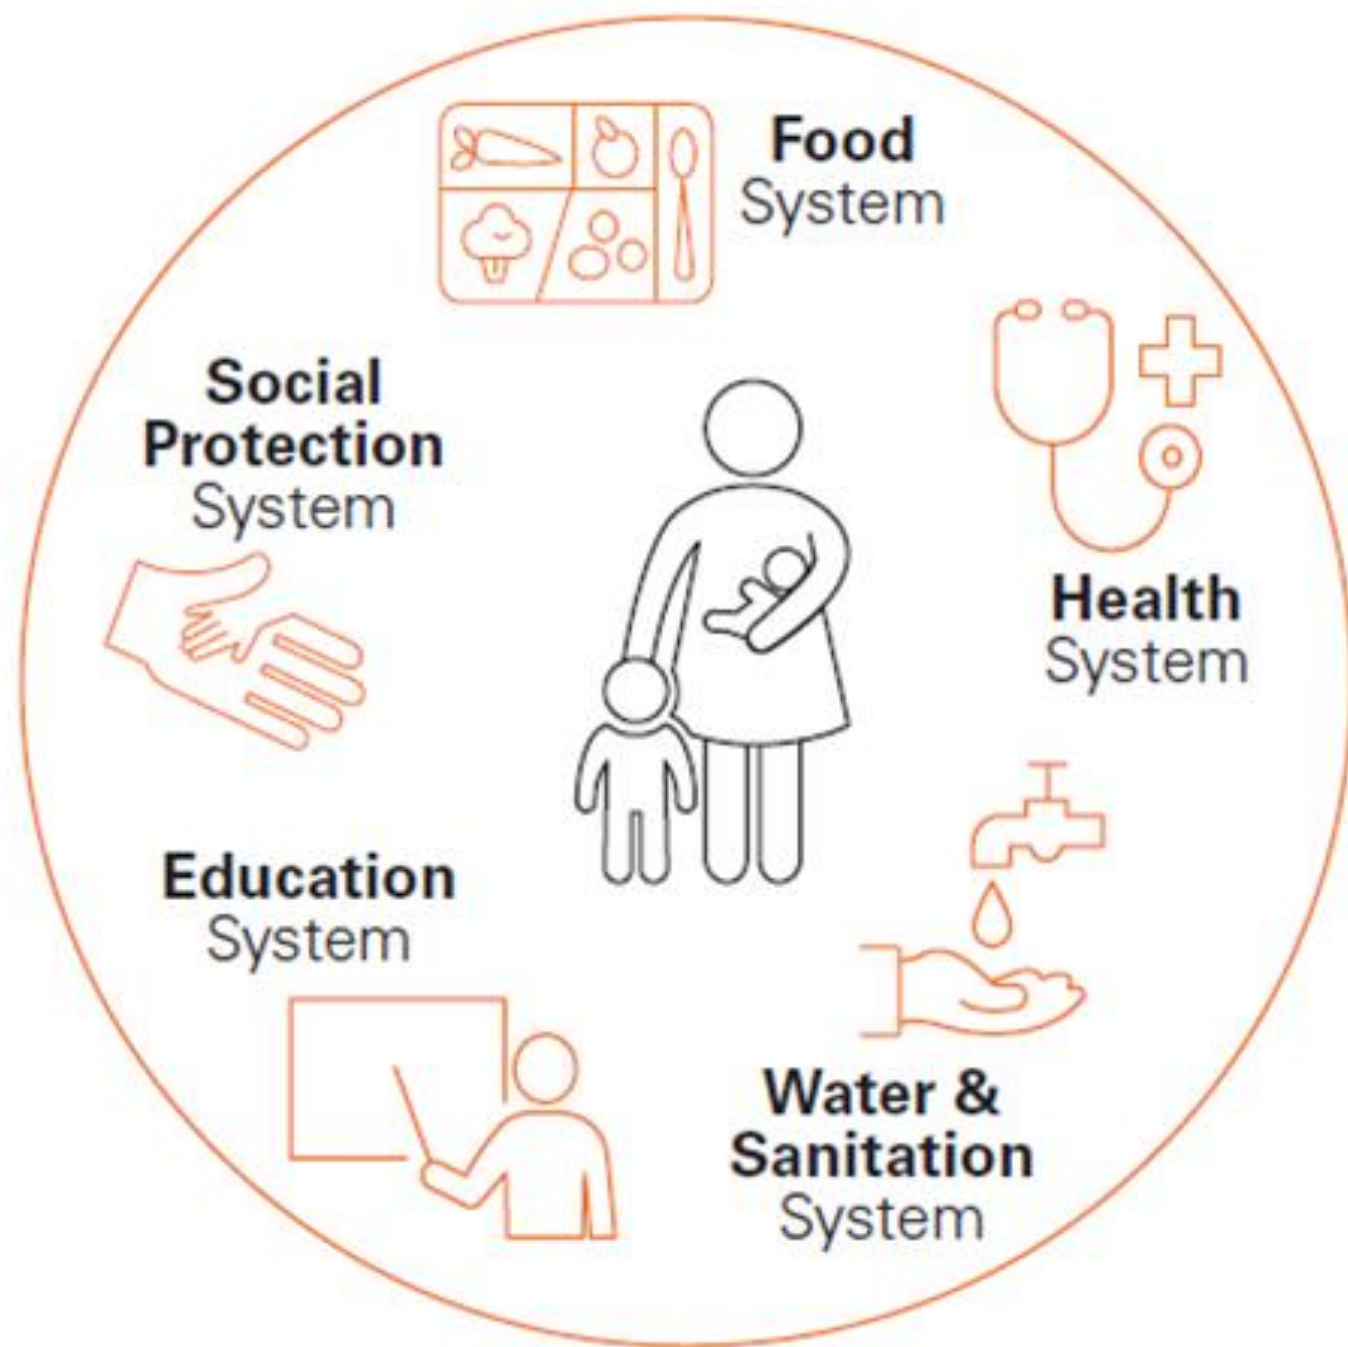 Food
System
Health
System
Water &
Sanitation
System
Education
System
Social
Protection
System